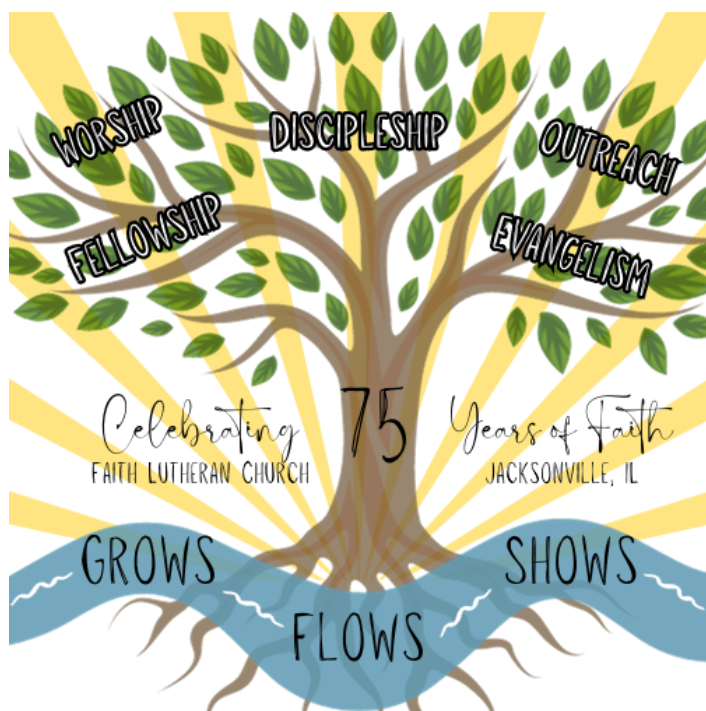 WORSHIP
DISCIPLESHIP
OUTREACH
FELLOWSHIP
EVANGELISM
Celebrating 75 Years of Faith
FAITH LUTHERAN CHURCH JACKSONVILLE, IL
GROWS
FLOWS
SHOWS